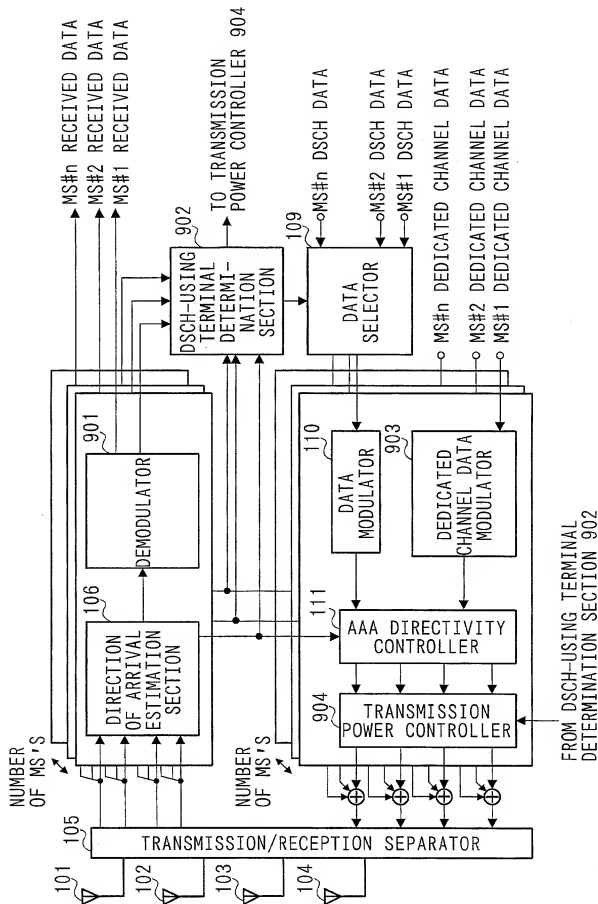 MS#n RECEIVED DATA
MS#2 RECEIVED DATA
MS#1 RECEIVED DATA
TO TRANSMISSION
POWER CONTROLLER 904
902
DSCH-USING
TERMINAL
DETERMI-
NATION
SECTION
109
DATA
SELECTOR
MS#n DSCH DATA
MS#2 DSCH DATA
MS#1 DSCH DATA
MS#n DEDICATED CHANNEL DATA
MS#2 DEDICATED CHANNEL DATA
MS#1 DEDICATED CHANNEL DATA
901
DEMODULATOR
110
DATA
MODULATOR
903
DEDICATED
CHANNEL DATA
MODULATOR
106
DIRECTION
OF ARRIVAL
ESTIMATION
SECTION
111
AAA DIRECTIVITY
CONTROLLER
904
TRANSMISSION
POWER CONTROLLER
FROM DSCH-USING TERMINAL
DETERMINATION SECTION 902
NUMBER
OF MS'S
NUMBER
OF MS'S
105
TRANSMISSION/RECEPTION SEPARATOR
101
102
103
104